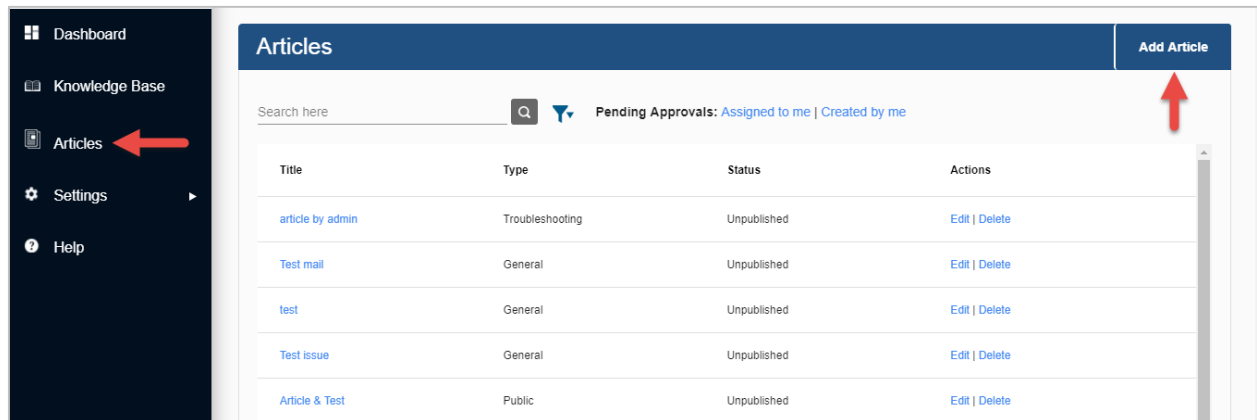 Dashboard
Knowledge Base
Articles
Settings
Help
Articles
Add Article
Search here
Pending Approvals: Assigned to me | Created by me
Title Type Status Actions
article by admin Troubleshooting Unpublished Edit | Delete
Test mail General Unpublished Edit | Delete
test General Unpublished Edit | Delete
Test issue General Unpublished Edit | Delete
Article & Test Public Unpublished Edit | Delete